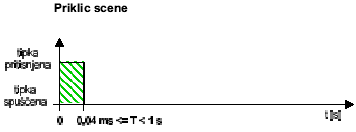 Priklic scene
tipka
pritisnjena
tipka
spuščena
t [s]
0 0,04 ms <= T < 1 s